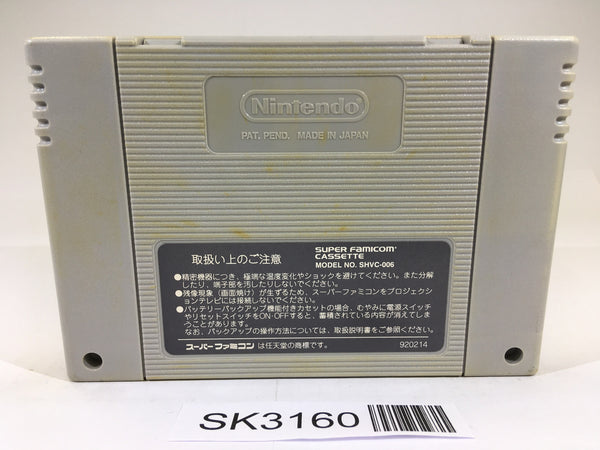 Nintendo
PAT. PEND. MADE IN JAPAN
取扱い上のご注意
SUPER FAMICOM
CASSETTE
MODEL NO. SHVC-006
●精密機器につき、極端な温度変化やショックを避けてください。また分解
したり、端子部を汚したりしないでください。
●残像現象(画面焼け)が生ずるため、スーパーファミコンをプロジェクシ
ョンテレビには接続しないでください。
●バッテリーバックアップ機能付きカセットの場合、むやみに電源スイッチ
やリセットスイッチをON・OFFすると、蓄積されている内容が消えてしま
うことがあります。
なお、バックアップの操作方法については、取扱説明書をご参照ください。
スーパーファミコン は任天堂の商標です。
920214
SK3160